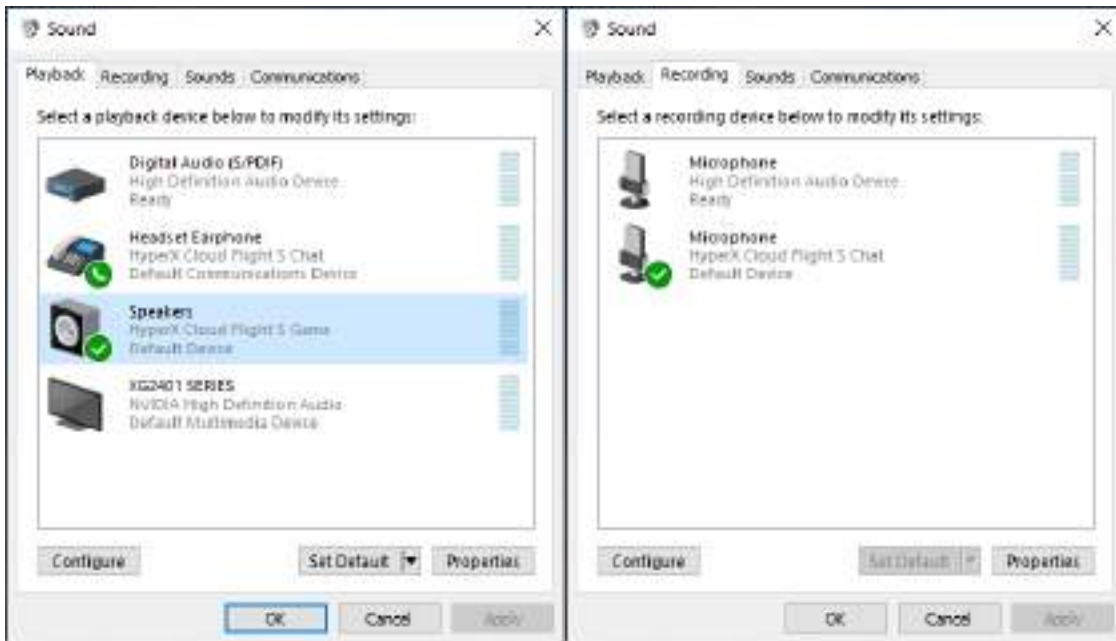 Sound
Playback Recording Sounds Communications
Select a playback device below to modify its settings:
Digital Audio (S/PDIF)
High Definition Audio Device
Ready
Headset Earphone
HyperX Cloud Flight S Chat
Default Communications Device
Speakers
HyperX Cloud Flight S Game
Default Device
XG2401 SERIES
NVIDIA High Definition Audio
Default Multimedia Device
Configure Set Default Properties
OK Cancel Apply
Sound
Playback Recording Sounds Communications
Select a recording device below to modify its settings:
Microphone
High Definition Audio Device
Ready
Microphone
HyperX Cloud Flight S Chat
Default Device
Configure Set Default Properties
OK Cancel Apply